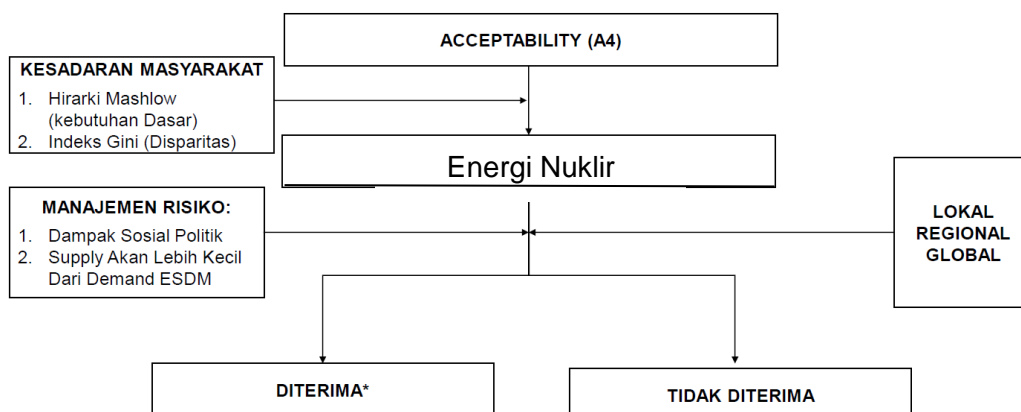 ACCEPTABILITY (A4)
KESADARAN MASYARAKAT
1. Hirarki Mashlow
(kebutuhan Dasar)
2. Indeks Gini (Disparitas)
Energi Nuklir
MANAJEMEN RISIKO:
1. Dampak Sosial Politik
2. Supply Akan Lebih Kecil
Dari Demand ESDM
LOKAL
REGIONAL
GLOBAL
DITERIMA*
TIDAK DITERIMA